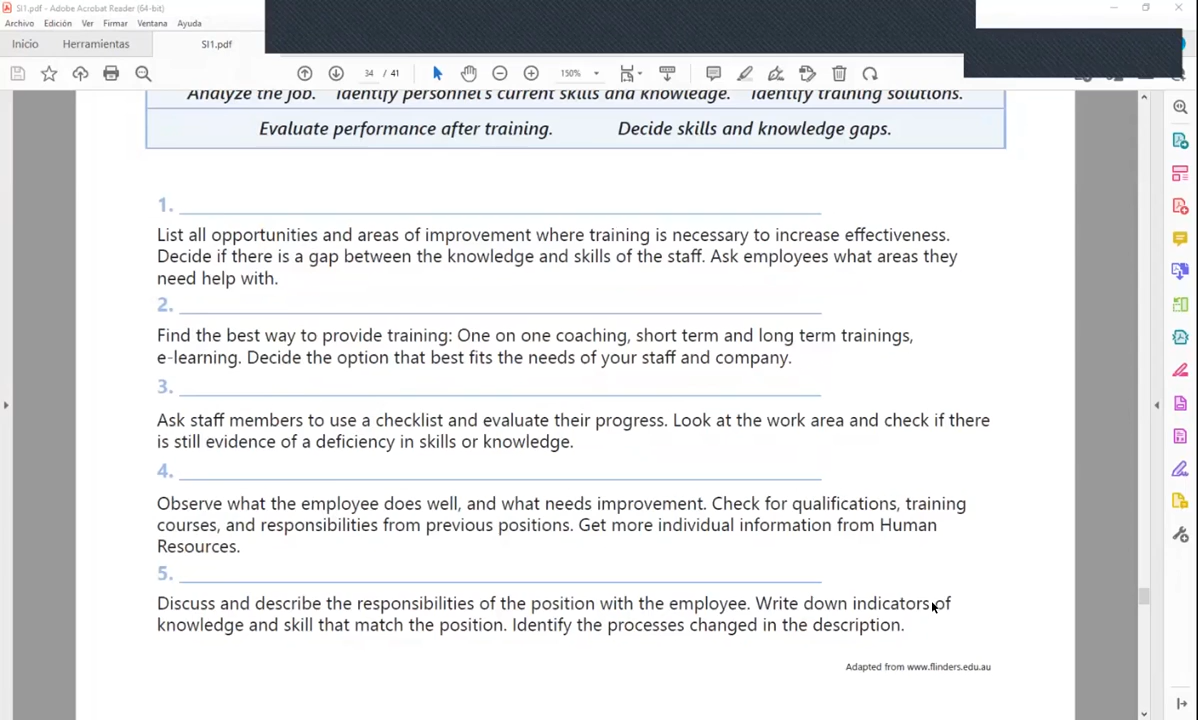 SI1.pdf - Adobe Acrobat Reader (64-bit)
Archivo Edición Ver Firmar Ventana Ayuda
Inicio Herramientas SI1.pdf
34 / 41 150%
Analyze the job. Identify personnel's current skills and knowledge. Identify training solutions.
Evaluate performance after training. Decide skills and knowledge gaps.
1.
List all opportunities and areas of improvement where training is necessary to increase effectiveness.
Decide if there is a gap between the knowledge and skills of the staff. Ask employees what areas they
need help with.
2.
Find the best way to provide training: One on one coaching, short term and long term trainings,
e-learning. Decide the option that best fits the needs of your staff and company.
3.
Ask staff members to use a checklist and evaluate their progress. Look at the work area and check if there
is still evidence of a deficiency in skills or knowledge.
4.
Observe what the employee does well, and what needs improvement. Check for qualifications, training
courses, and responsibilities from previous positions. Get more individual information from Human
Resources.
5.
Discuss and describe the responsibilities of the position with the employee. Write down indicators of
knowledge and skill that match the position. Identify the processes changed in the description.
Adapted from www.flinders.edu.au